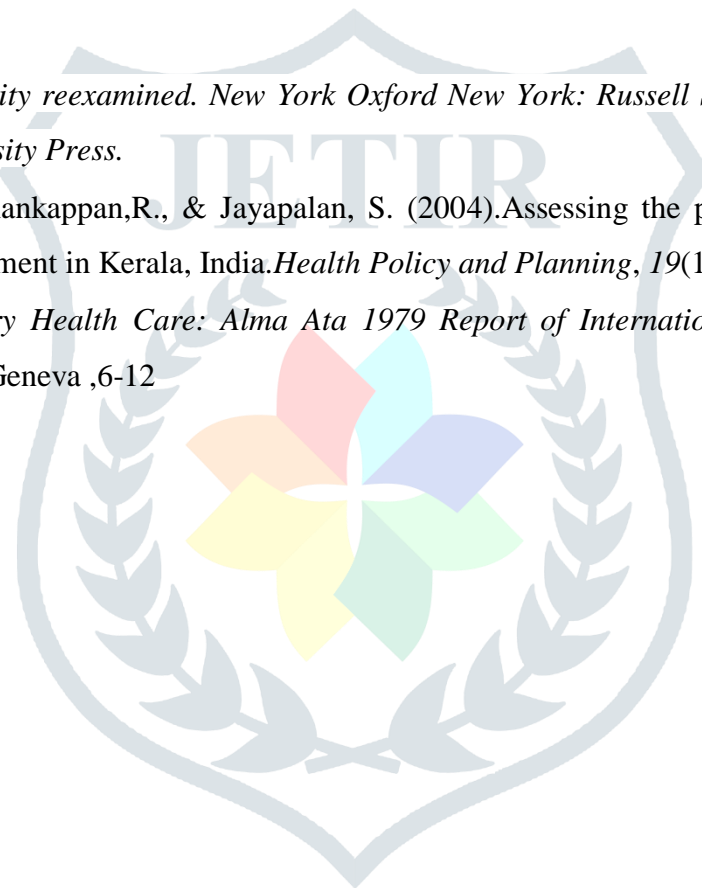 ity reexamined. New York Oxford New York: Russell
sity Press.
JETIR
ankappan,R., & Jayapalan, S. (2004).Assessing the p
ment in Kerala, India.Health Policy and Planning, 19(1
ry Health Care: Alma Ata 1979 Report of Internatio
Geneva ,6-12